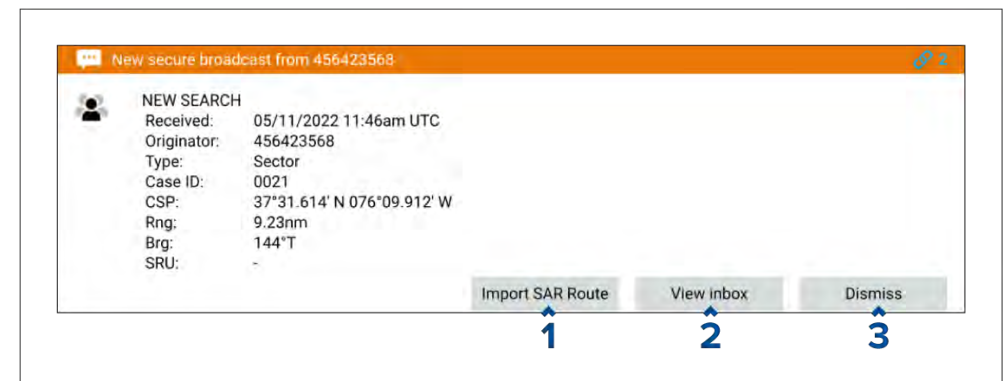 New secure broadcast from 456423568
2
NEW SEARCH
Received: 05/11/2022 11:46am UTC
Originator: 456423568
Type: Sector
Case ID: 0021
CSP: 37°31.614' N 076°09.912' W
Rng: 9.23nm
Brg: 144°T
SRU: -
Import SAR Route View inbox Dismiss
1 2 3